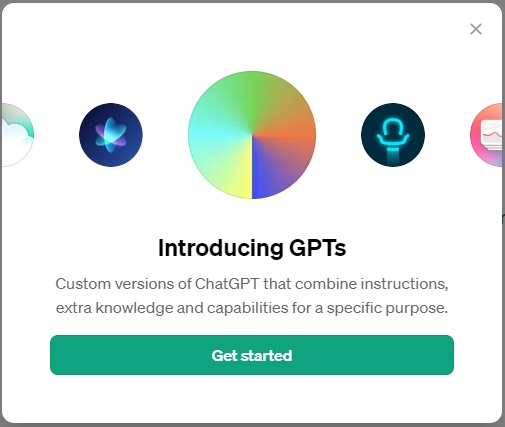 Introducing GPTs
Custom versions of ChatGPT that combine instructions,
extra knowledge and capabilities for a specific purpose.
Get started